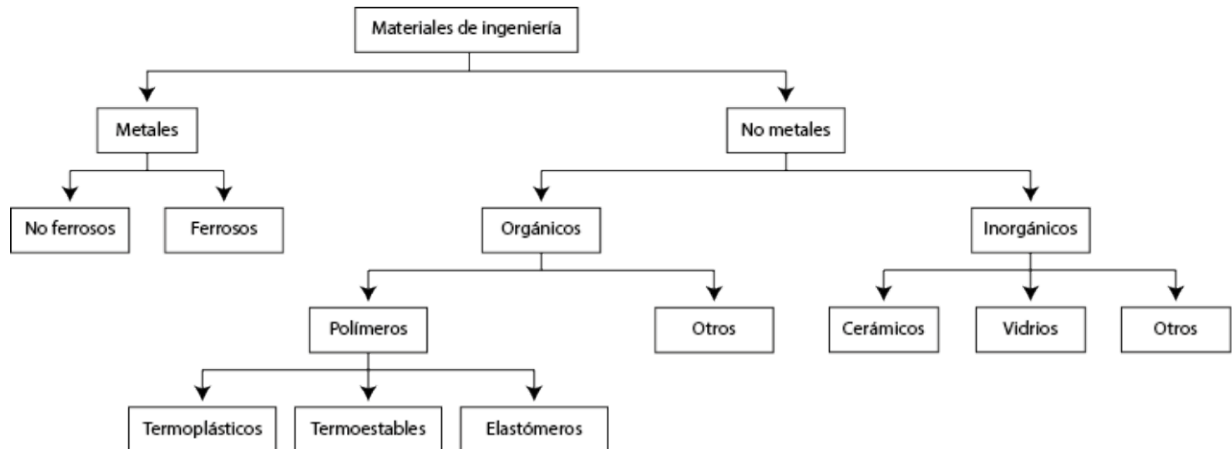 Materiales de ingeniería
Metales
No metales
No ferrosos
Ferrosos
Orgánicos
Inorgánicos
Polímeros
Otros
Cerámicos
Vidrios
Otros
Termoplásticos
Termoestables
Elastómeros